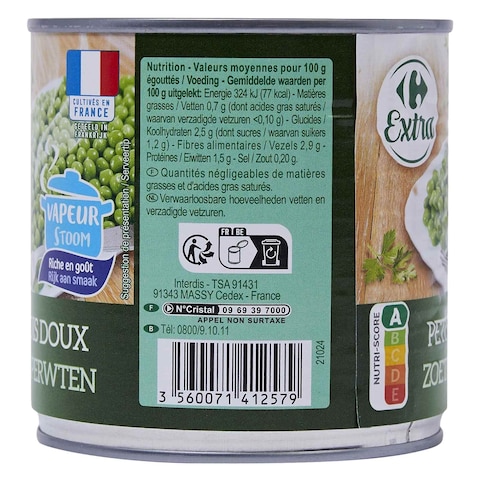 CULTIVÉS EN
FRANCE
GETEELD IN
FRANKRIJK
VAPEUR
STOOM
Riche en goût
Rijk aan smaak
IS DOUX
ERWTEN
Suggestion de présentation / Serveertip
Nutrition - Valeurs moyennes pour 100 g
égouttés / Voeding - Gemiddelde waarden per
100 g uitgelekt: Energie 324 kJ (77 kcal) - Matières
grasses / Vetten 0,7 g (dont acides gras saturés /
waarvan verzadigde vetzuren <0,10 g) - Glucides /
Koolhydraten 2,5 g (dont sucres / waarvan suikers
1,2 g) - Fibres alimentaires / Vezels 2,9 g -
Protéines / Eiwitten 1,5 g - Sel / Zout 0,20 g.
Quantités négligeables de matières
grasses et d'acides gras saturés.
Verwaarloosbare hoeveelheden vetten en
verzadigde vetzuren.
FR / BE
Interdis - TSA 91431
91343 MASSY Cedex - France
F N°Cristal 09 69 39 7000
APPEL NON SURTAXE
B Tél: 0800/9.10.11
21024
3 560071 412579
Carrefour
Extra
NUTRI-SCORE
A
B
C
D
E
PE
ZOE